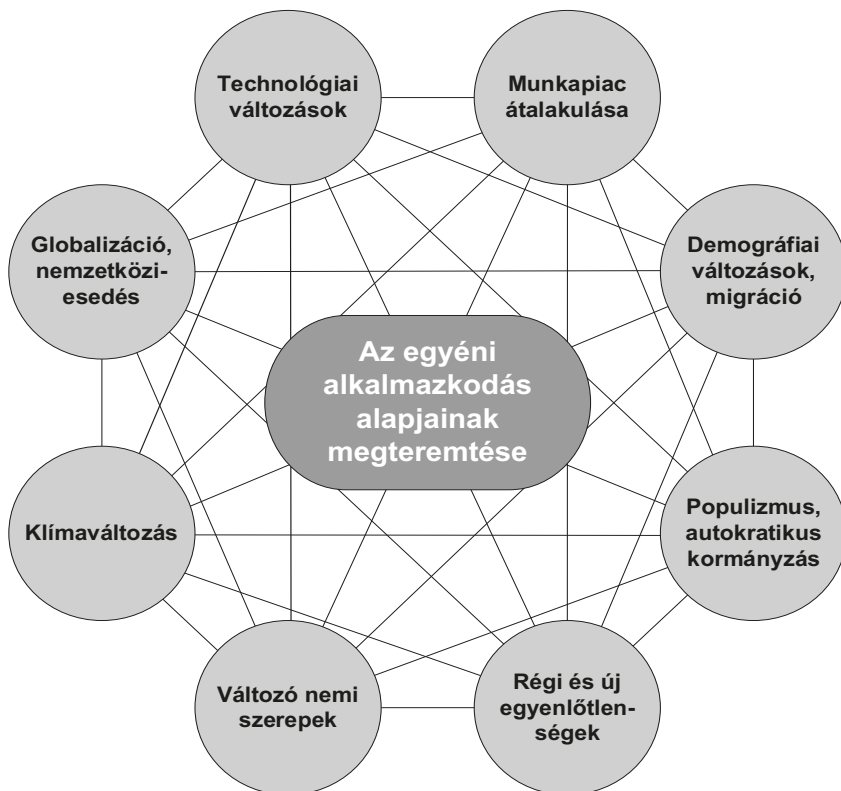 Technológiai
változások
Munkapiac
átalakulása
Globalizáció,
nemzetközi-
esedés
Demográfiai
változások,
migráció
Az egyéni
alkalmazkodás
alapjainak
megteremtése
Klímaváltozás
Populizmus,
autokratikus
kormányzás
Változó nemi
szerepek
Régi és új
egyenlőtlen-
ségek